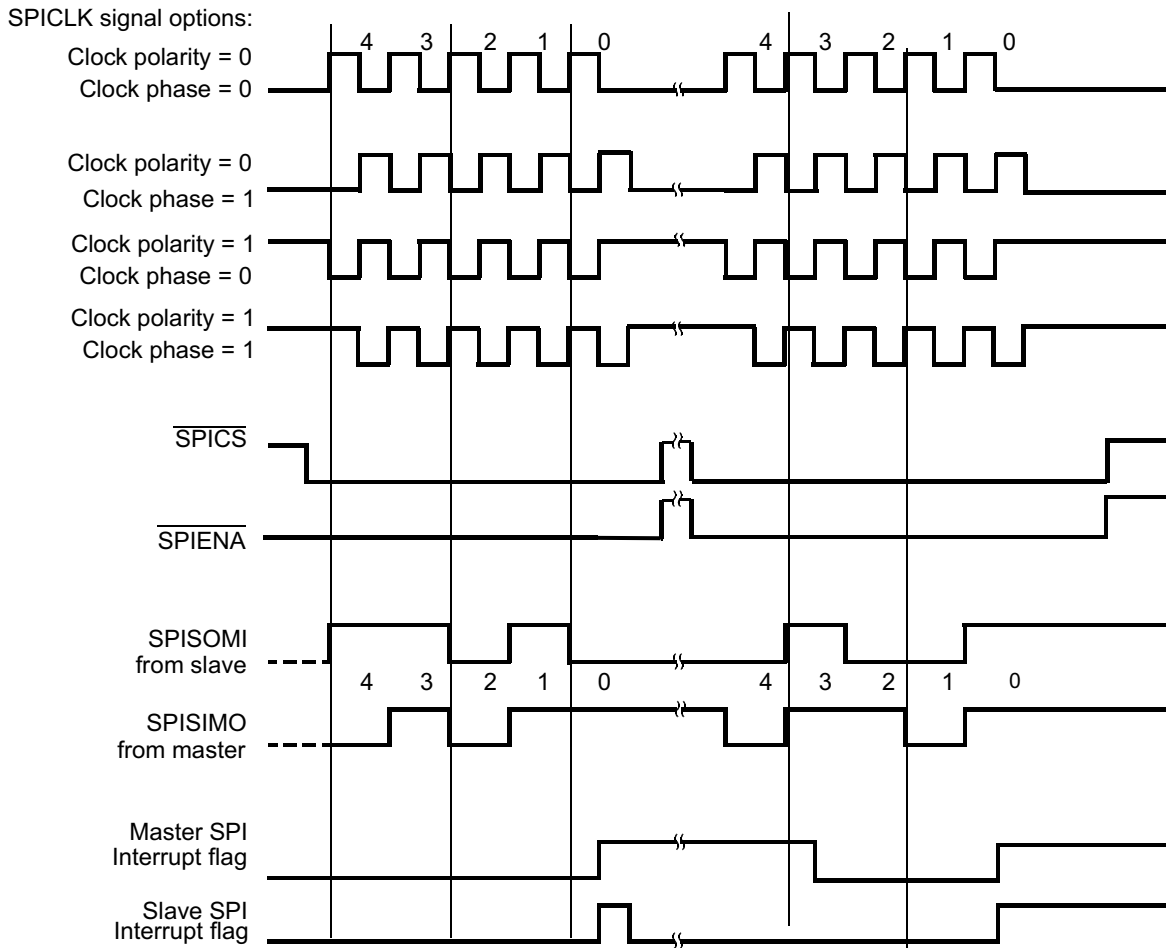 SPICLK signal options:
4 3 2 1 0 4 3 2 1 0
Clock polarity = 0
Clock phase = 0
Clock polarity = 0
Clock phase = 1
Clock polarity = 1
Clock phase = 0
Clock polarity = 1
Clock phase = 1
SPICS
SPIENA
SPISOMI
from slave
4 3 2 1 0 4 3 2 1 0
SPISIMO
from master
Master SPI
Interrupt flag
Slave SPI
Interrupt flag